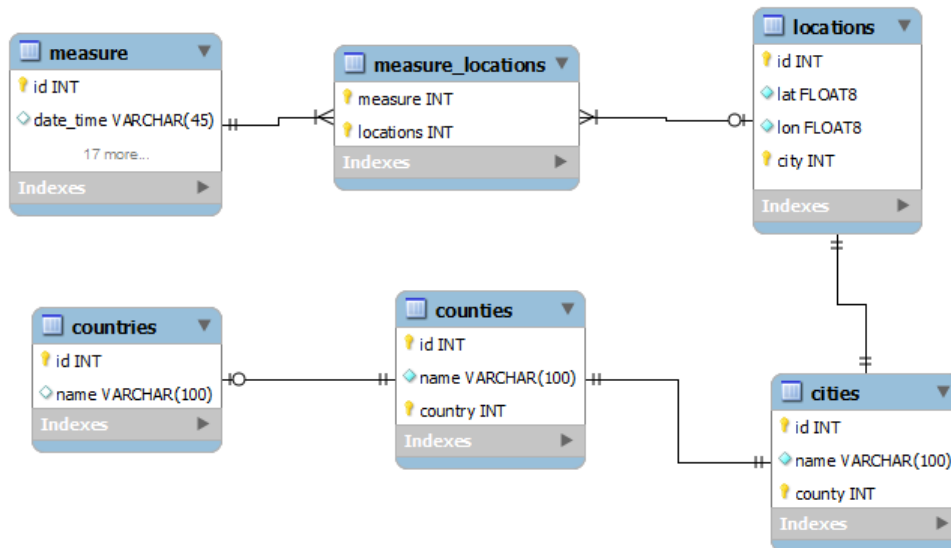 measure
id INT
date_time VARCHAR(45)
17 more...
Indexes
measure_locations
measure INT
locations INT
Indexes
locations
id INT
lat FLOAT8
lon FLOAT8
city INT
Indexes
countries
id INT
name VARCHAR(100)
Indexes
counties
id INT
name VARCHAR(100)
country INT
Indexes
cities
id INT
name VARCHAR(100)
county INT
Indexes